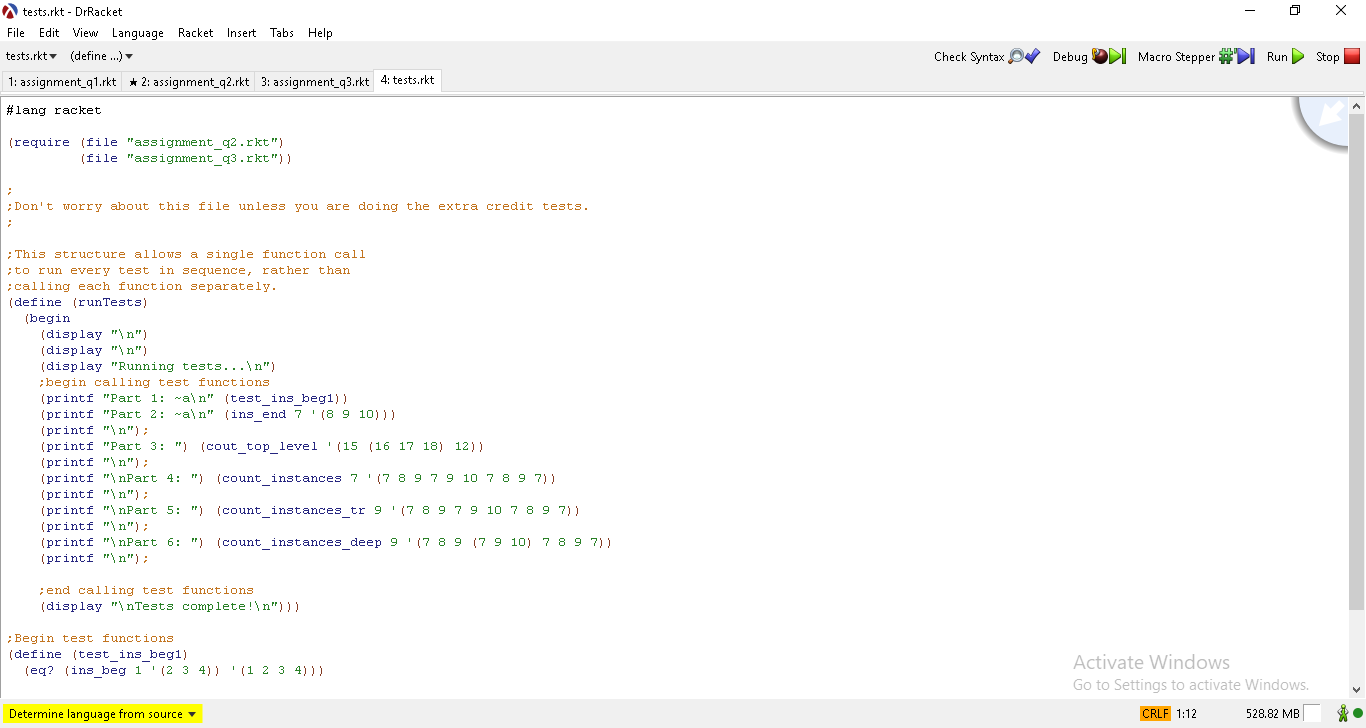 tests.rkt - DrRacket
File Edit View Language Racket Insert Tabs Help
tests.rkt (define ...) Check Syntax Debug Macro Stepper Run Stop
1: assignment_q1.rkt ★ 2: assignment_q2.rkt 3: assignment_q3.rkt 4: tests.rkt
#lang racket
(require (file "assignment_q2.rkt")
(file "assignment_q3.rkt"))
;
;Don't worry about this file unless you are doing the extra credit tests.
;
;This structure allows a single function call
;to run every test in sequence, rather than
;calling each function separately.
(define (runTests)
(begin
(display "\n")
(display "\n")
(display "Running tests...\n")
;begin calling test functions
(printf "Part 1: ~a\n" (test_ins_beg1))
(printf "Part 2: ~a\n" (ins_end 7 '(8 9 10)))
(printf "\n");
(printf "Part 3: ") (cout_top_level '(15 (16 17 18) 12))
(printf "\n");
(printf "\nPart 4: ") (count_instances 7 '(7 8 9 7 9 10 7 8 9 7))
(printf "\n");
(printf "\nPart 5: ") (count_instances_tr 9 '(7 8 9 7 9 10 7 8 9 7))
(printf "\n");
(printf "\nPart 6: ") (count_instances_deep 9 '(7 8 9 (7 9 10) 7 8 9 7))
(printf "\n");
;end calling test functions
(display "\nTests complete!\n")))
;Begin test functions
(define (test_ins_beg1)
(eq? (ins_beg 1 '(2 3 4)) '(1 2 3 4)))
Activate Windows
Go to Settings to activate Windows.
Determine language from source CRLF 1:12 528.82 MB